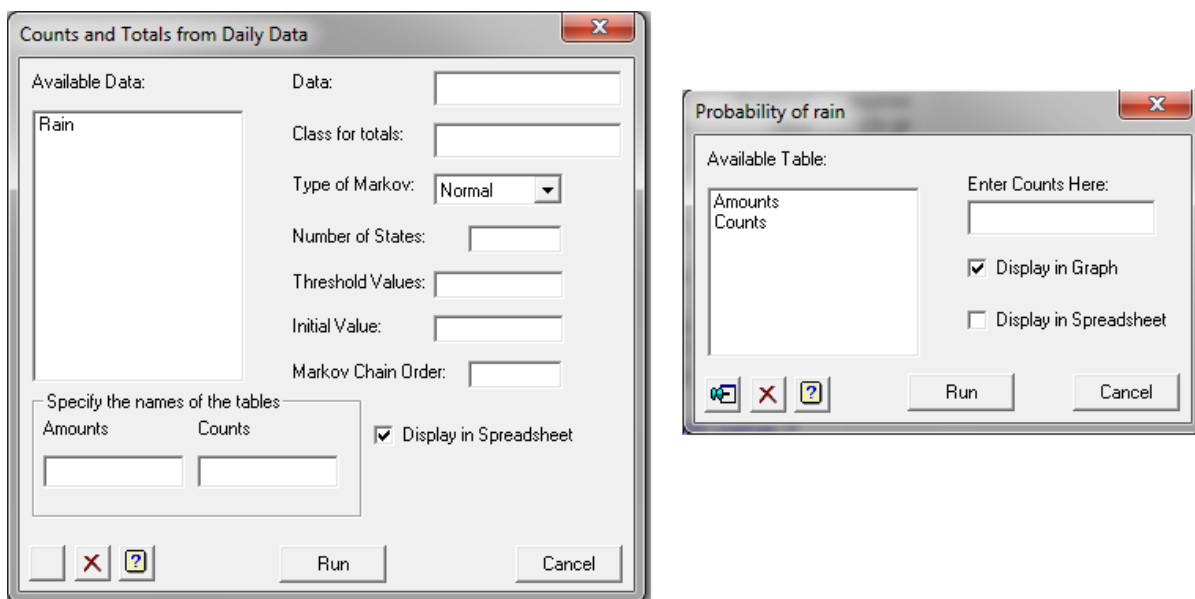 Counts and Totals from Daily Data
Available Data:
Rain
Data:
Class for totals:
Type of Markov: Normal
Number of States:
Threshold Values:
Initial Value:
Markov Chain Order:
Specify the names of the tables
Amounts Counts
Display in Spreadsheet
Run Cancel
Probability of rain
Available Table:
Amounts
Counts
Enter Counts Here:
Display in Graph
Display in Spreadsheet
Run Cancel